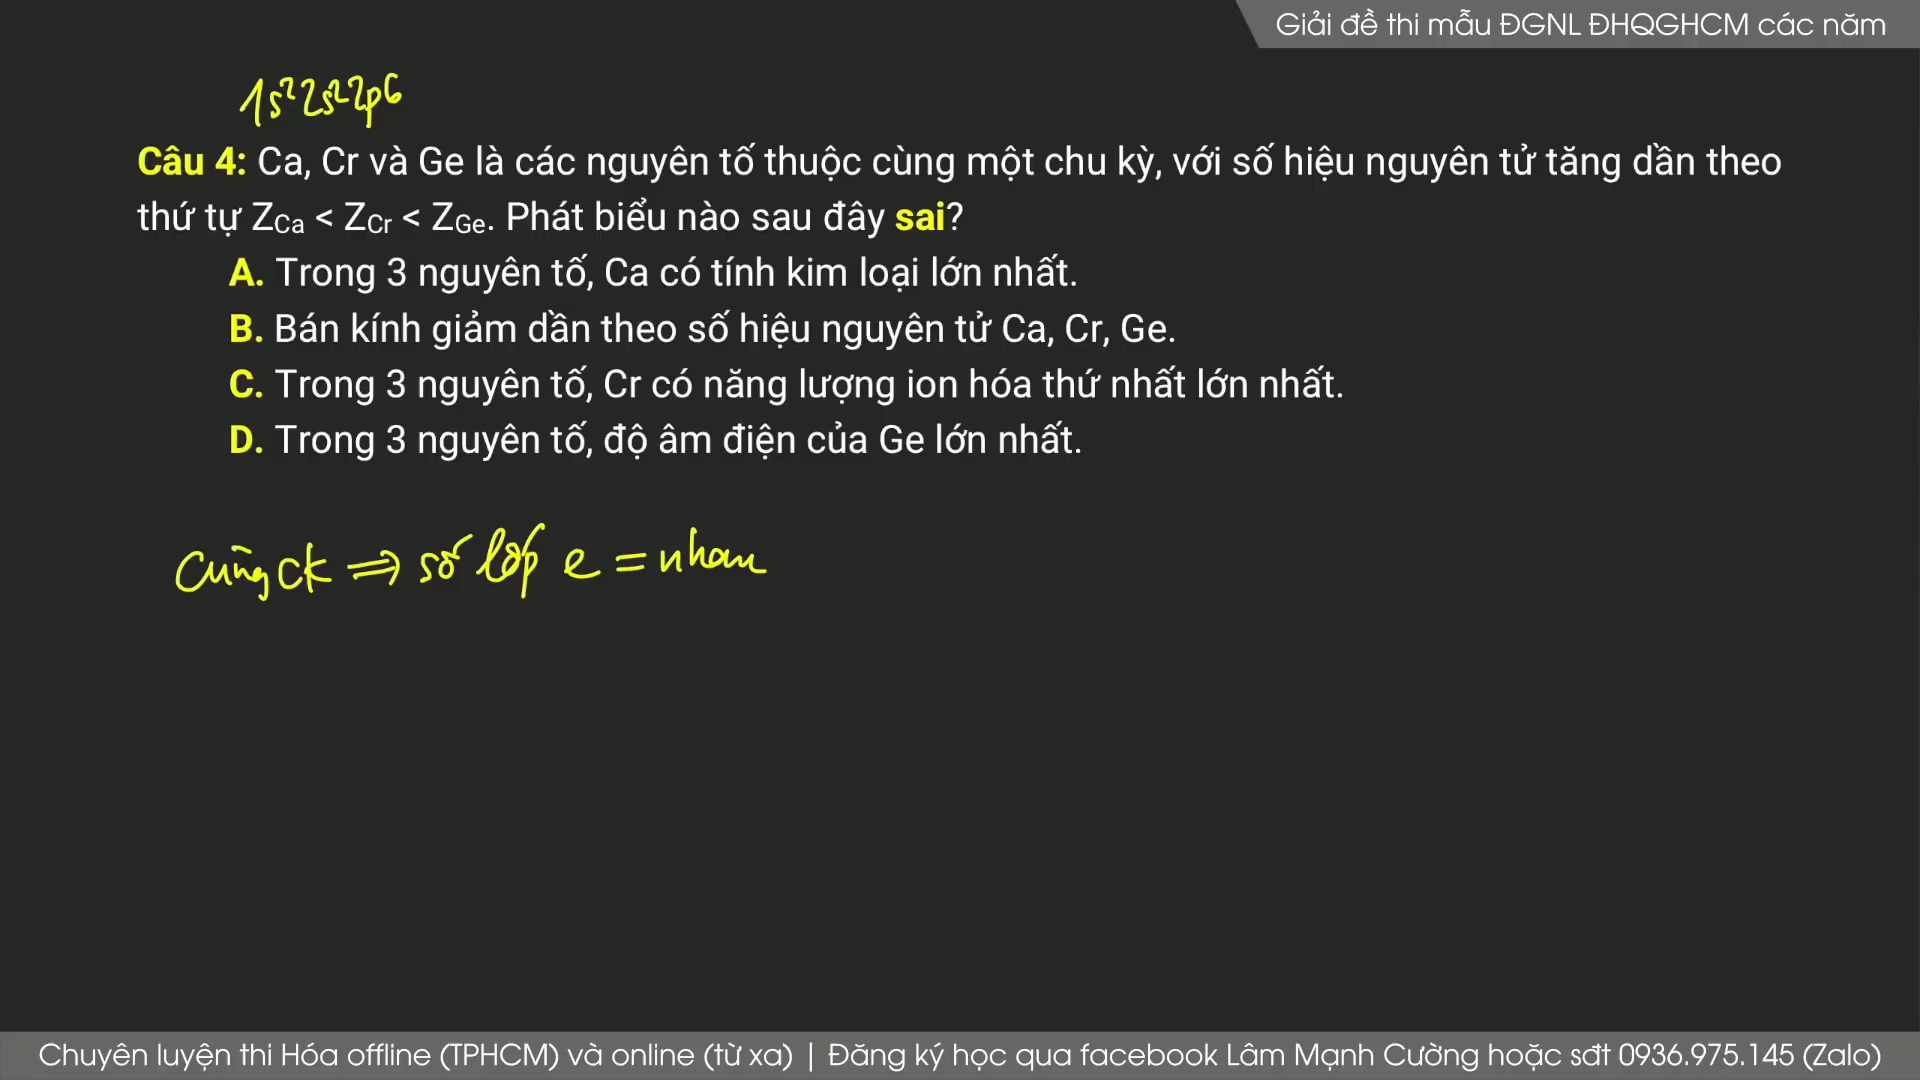 Giải đề thi mẫu ĐGNL ĐHQGHCM các năm
1s²2s²2p6
Câu 4: Ca, Cr và Ge là các nguyên tố thuộc cùng một chu kỳ, với số hiệu nguyên tử tăng dần theo
thứ tự ZCa < ZCr < ZGe. Phát biểu nào sau đây sai?
A. Trong 3 nguyên tố, Ca có tính kim loại lớn nhất.
B. Bán kính giảm dần theo số hiệu nguyên tử Ca, Cr, Ge.
C. Trong 3 nguyên tố, Cr có năng lượng ion hóa thứ nhất lớn nhất.
D. Trong 3 nguyên tố, độ âm điện của Ge lớn nhất.
Cùng CK ⇒ số lớp e = nhau
Chuyên luyện thi Hóa offline (TPHCM) và online (từ xa) | Đăng ký học qua facebook Lâm Mạnh Cường hoặc sđt 0936.975.145 (Zalo)